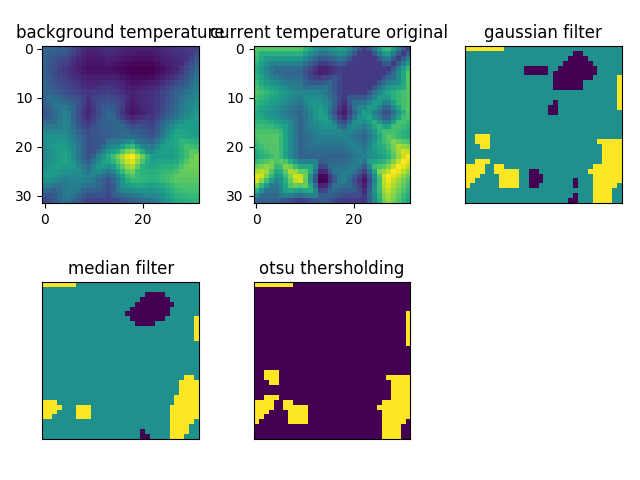 background temperature
current temperature original
gaussian filter
0
10
20
30
0
20
0
10
20
30
0
20
median filter
otsu thersholding